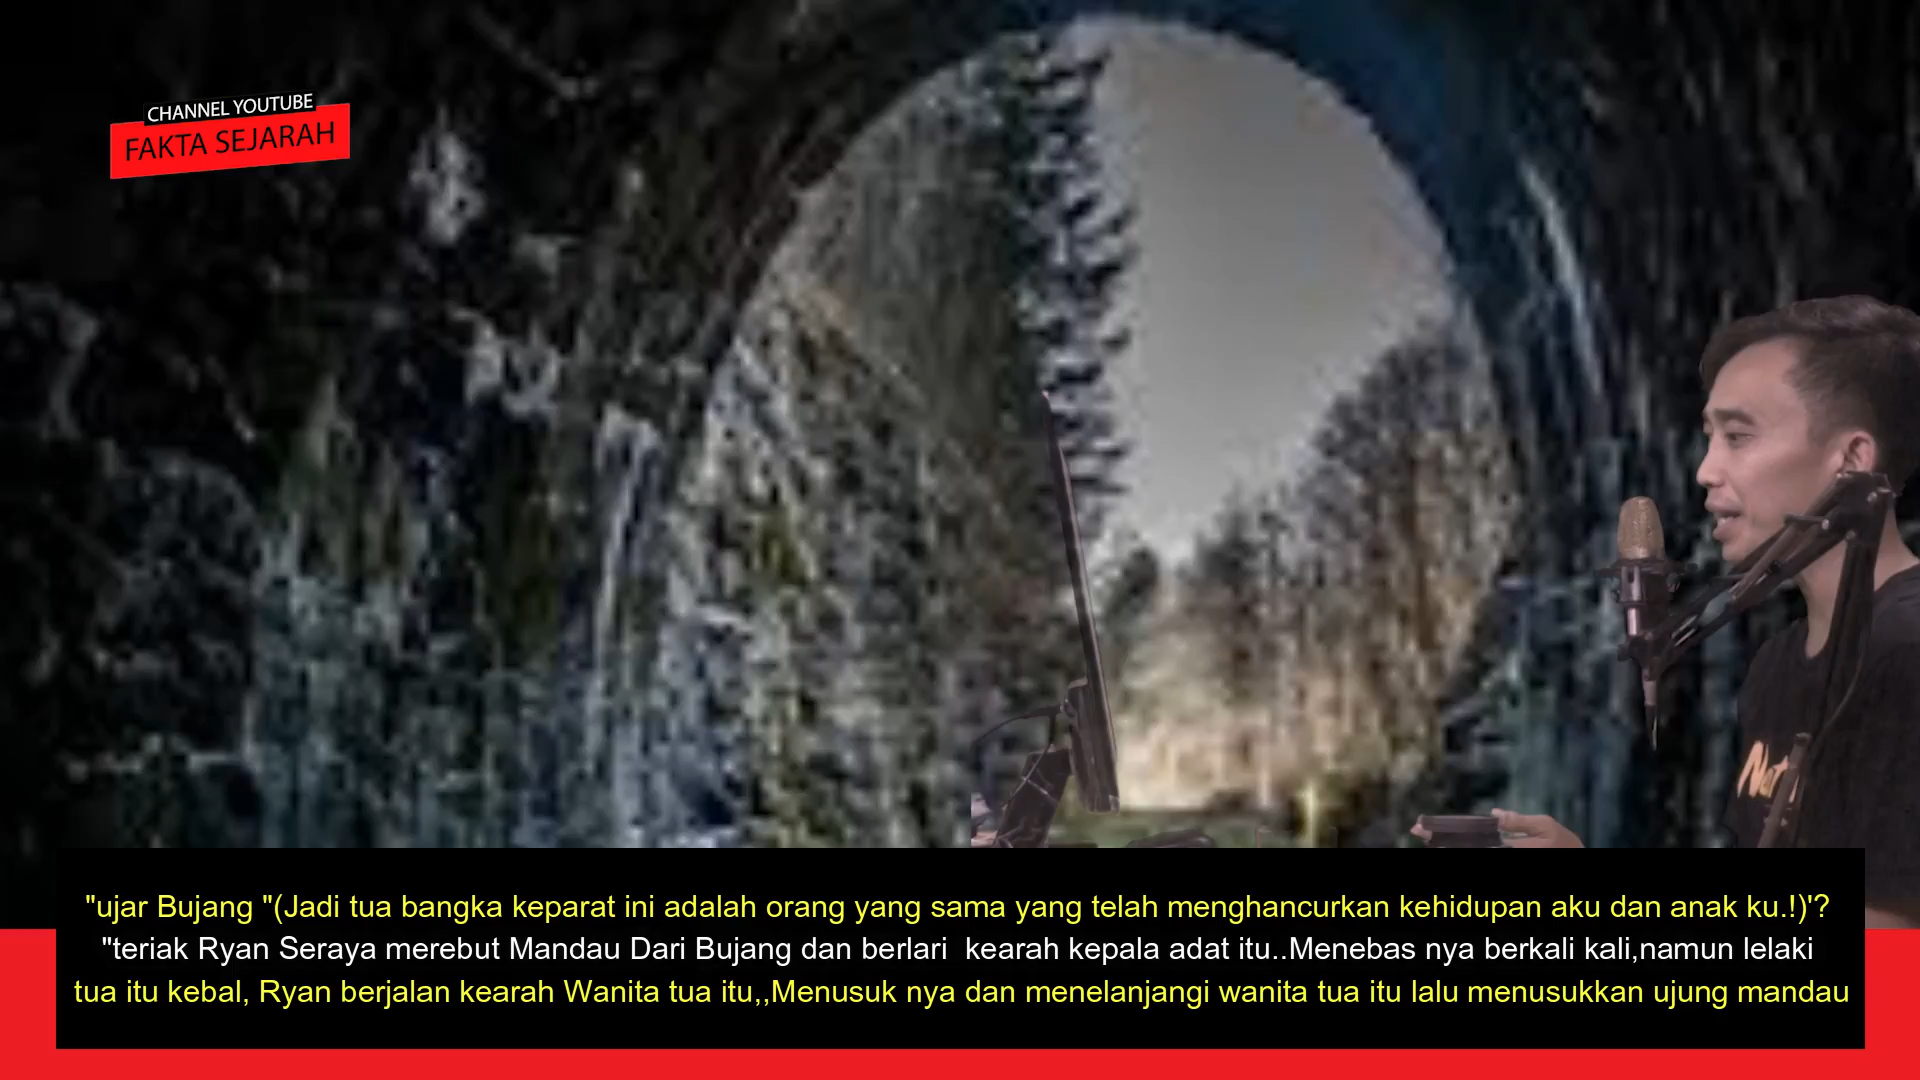 CHANNEL YOUTUBE
FAKTA SEJARAH
Nat
"ujar Bujang "(Jadi tua bangka keparat ini adalah orang yang sama yang telah menghancurkan kehidupan aku dan anak ku.!)'?
"teriak Ryan Seraya merebut Mandau Dari Bujang dan berlari  kearah kepala adat itu..Menebas nya berkali kali,namun lelaki
tua itu kebal, Ryan berjalan kearah Wanita tua itu,,Menusuk nya dan menelanjangi wanita tua itu lalu menusukkan ujung mandau